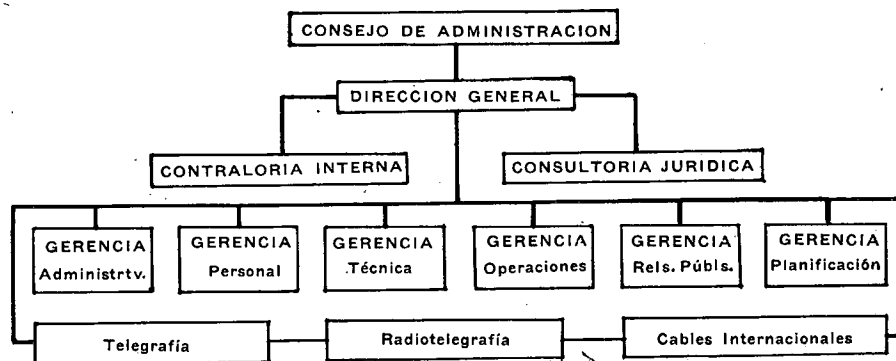 CONSEJO DE ADMINISTRACION
DIRECCION GENERAL
CONTRALORIA INTERNA
CONSULTORIA JURIDICA
GERENCIA
Administrtv.
GERENCIA
Personal
GERENCIA
Técnica
GERENCIA
Operaciones
GERENCIA
Rels. Públs.
GERENCIA
Planificación
Telegrafía
Radiotelegrafía
Cables Internacionales